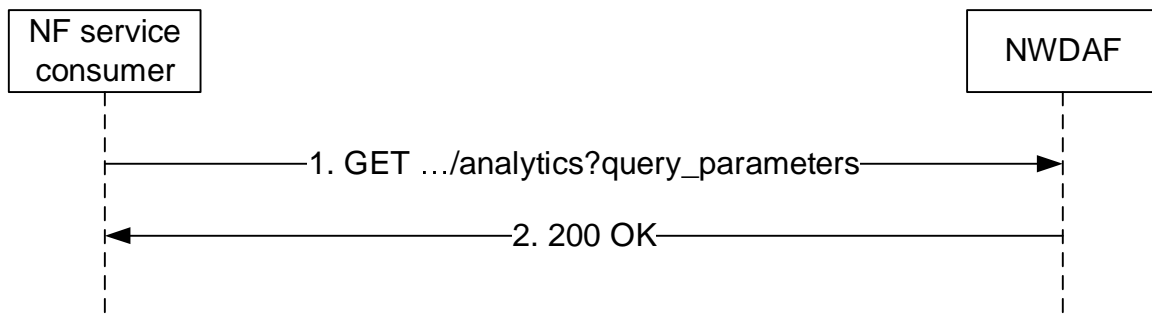 NF service
consumer
NWDAF
1. GET …/analytics?query_parameters
2. 200 OK